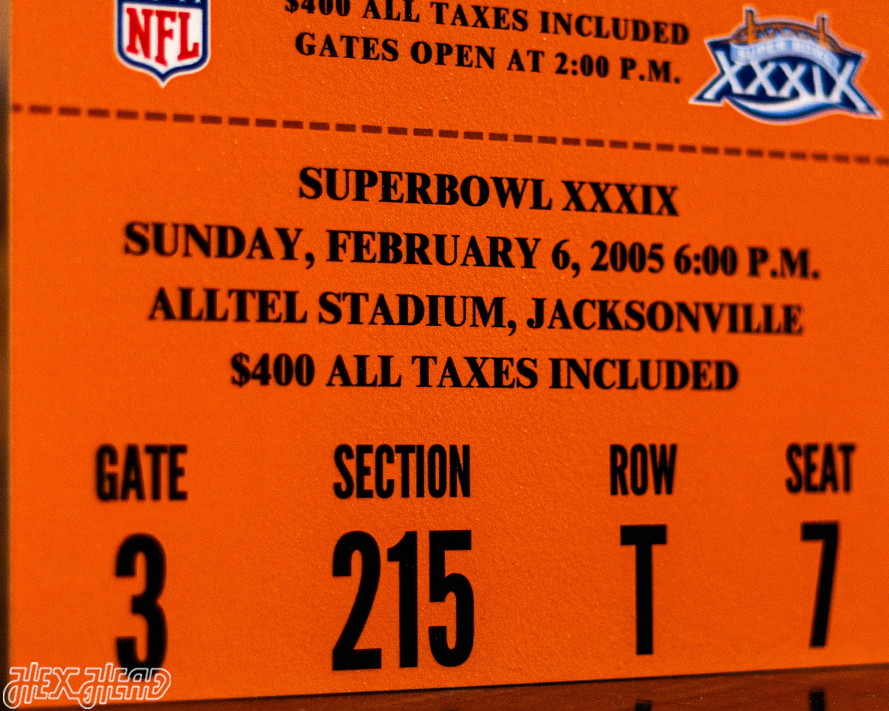 NFL
$400 ALL TAXES INCLUDED
GATES OPEN AT 2:00 P.M.
SUPER BOWL
XXXIX
SUPERBOWL XXXIX
SUNDAY, FEBRUARY 6, 2005 6:00 P.M.
ALLTEL STADIUM, JACKSONVILLE
$400 ALL TAXES INCLUDED
GATE SECTION ROW SEAT
3 215 T 7
HEX HEAD